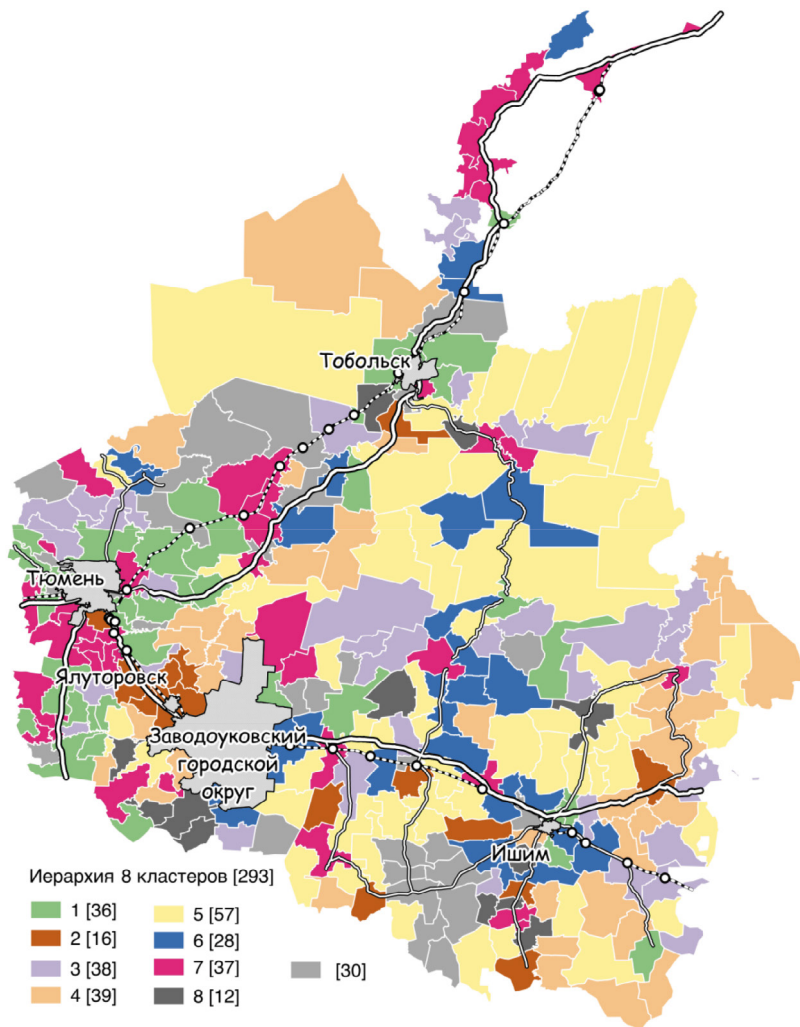 Тобольск
Тюмень
Ялуторовск
Заводоуковский
городской
округ
Ишим
Иерархия 8 кластеров [293]
1 [36]
2 [16]
3 [38]
4 [39]
5 [57]
6 [28]
7 [37]
8 [12]
[30]